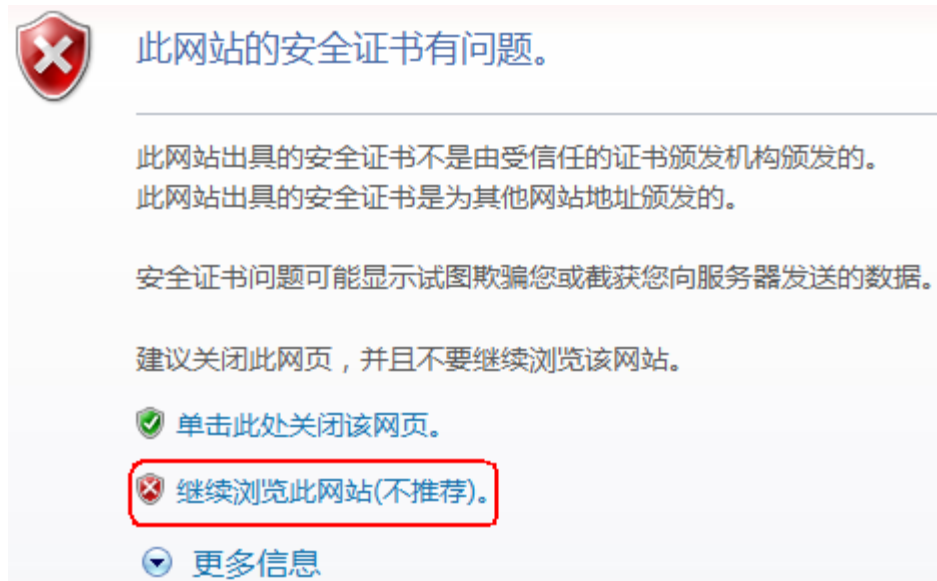 此网站的安全证书有问题。
此网站出具的安全证书不是由受信任的证书颁发机构颁发的。
此网站出具的安全证书是为其他网站地址颁发的。
安全证书问题可能显示试图欺骗您或截获您向服务器发送的数据。
建议关闭此网页，并且不要继续浏览该网站。
单击此处关闭该网页。
继续浏览此网站(不推荐)。
更多信息